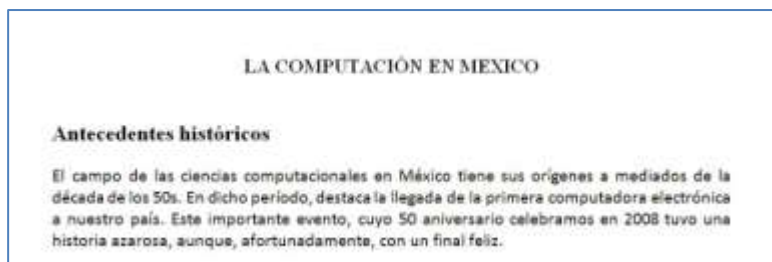 LA COMPUTACIÓN EN MEXICO
Antecedentes históricos
El campo de las ciencias computacionales en México tiene sus orígenes a mediados de la
década de los 50s. En dicho período, destaca la llegada de la primera computadora electrónica
a nuestro país. Este importante evento, cuyo 50 aniversario celebramos en 2008 tuvo una
historia azarosa, aunque, afortunadamente, con un final feliz.